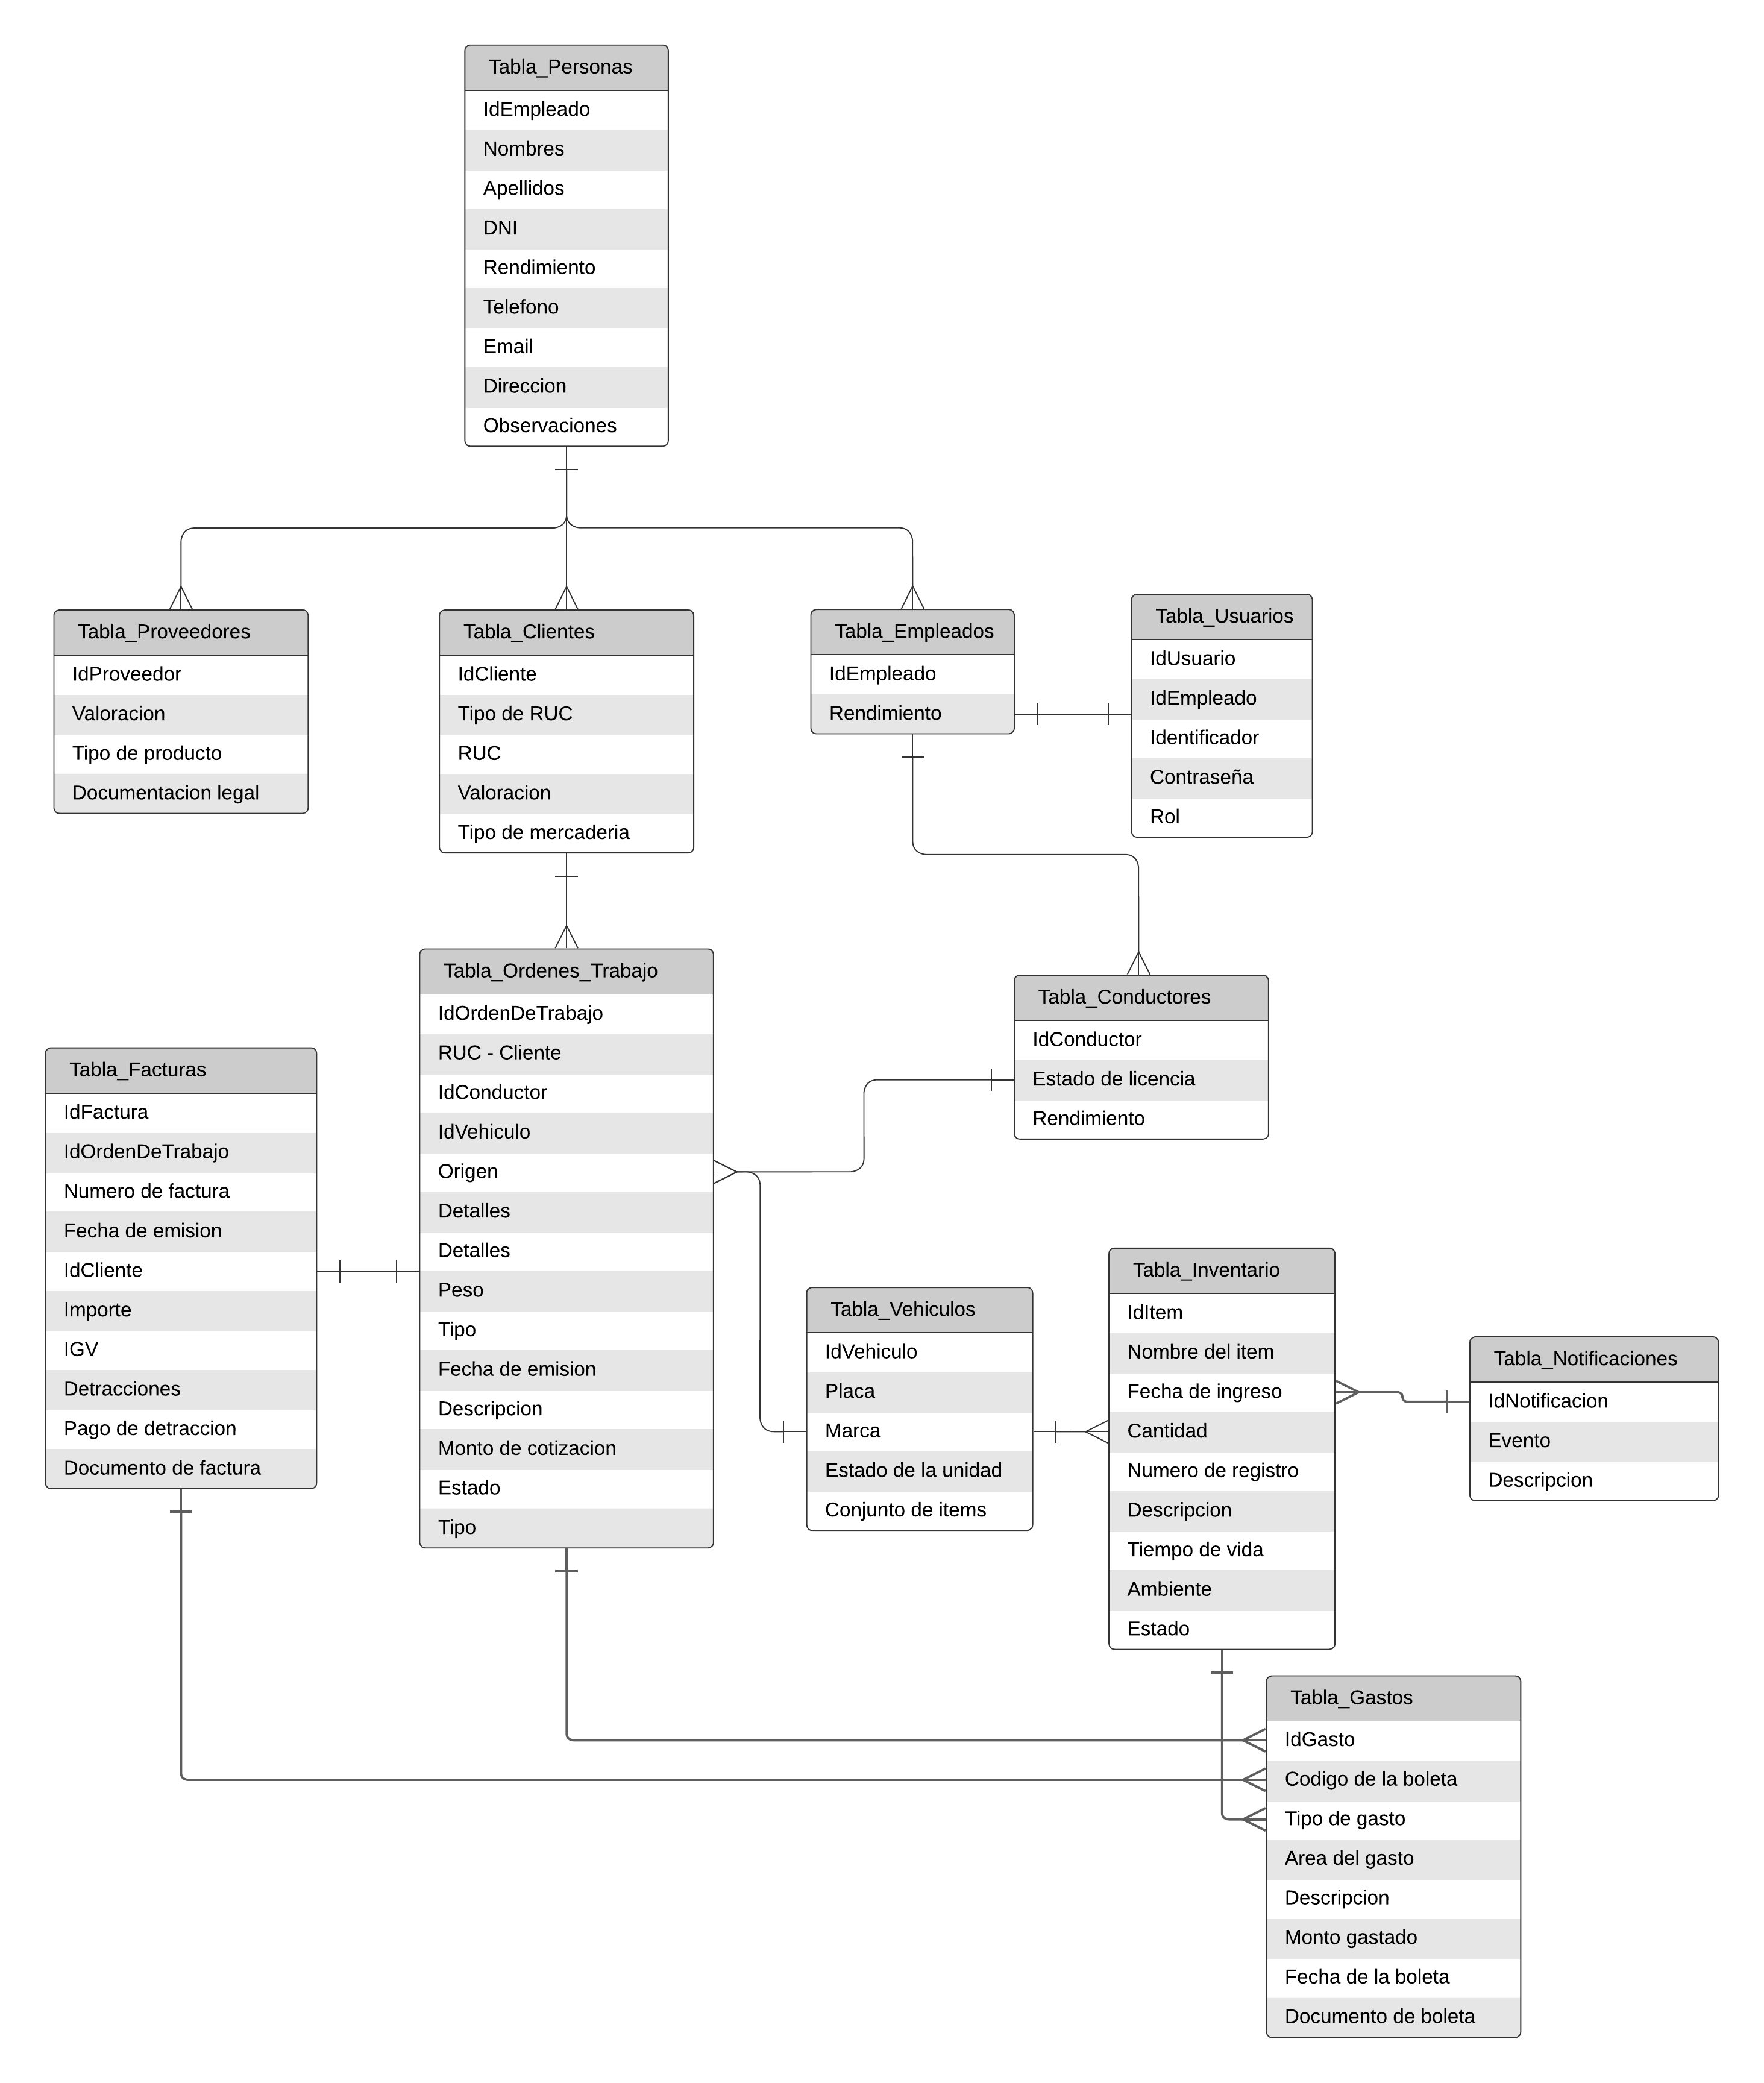 Tabla_Personas
IdEmpleado
Nombres
Apellidos
DNI
Rendimiento
Telefono
Email
Direccion
Observaciones
Tabla_Proveedores
IdProveedor
Valoracion
Tipo de producto
Documentacion legal
Tabla_Clientes
IdCliente
Tipo de RUC
RUC
Valoracion
Tipo de mercaderia
Tabla_Empleados
IdEmpleado
Rendimiento
Tabla_Usuarios
IdUsuario
IdEmpleado
Identificador
Contraseña
Rol
Tabla_Facturas
IdFactura
IdOrdenDeTrabajo
Numero de factura
Fecha de emision
IdCliente
Importe
IGV
Detracciones
Pago de detraccion
Documento de factura
Tabla_Ordenes_Trabajo
IdOrdenDeTrabajo
RUC - Cliente
IdConductor
IdVehiculo
Origen
Detalles
Detalles
Peso
Tipo
Fecha de emision
Descripcion
Monto de cotizacion
Estado
Tipo
Tabla_Conductores
IdConductor
Estado de licencia
Rendimiento
Tabla_Vehiculos
IdVehiculo
Placa
Marca
Estado de la unidad
Conjunto de items
Tabla_Inventario
IdItem
Nombre del item
Fecha de ingreso
Cantidad
Numero de registro
Descripcion
Tiempo de vida
Ambiente
Estado
Tabla_Notificaciones
IdNotificacion
Evento
Descripcion
Tabla_Gastos
IdGasto
Codigo de la boleta
Tipo de gasto
Area del gasto
Descripcion
Monto gastado
Fecha de la boleta
Documento de boleta